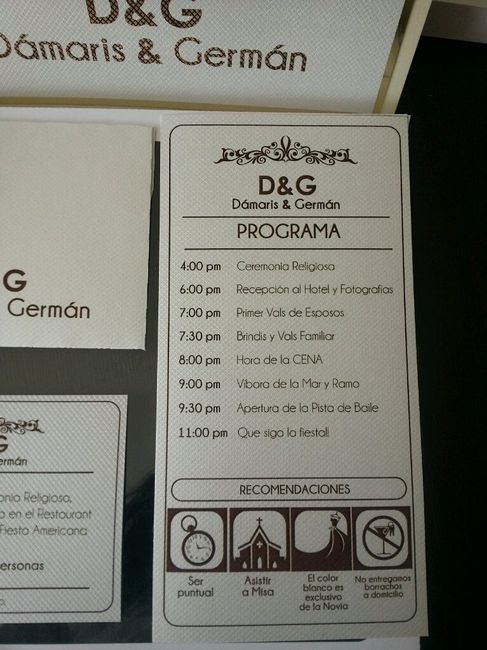 D&G
Dámaris & Germán
G
Germán
D&G
Dámaris & Germán
PROGRAMA
4:00 pm Ceremonia Religiosa
6:00 pm Recepción al Hotel y Fotografias
7:00 pm Primer Vals de Esposos
7:30 pm Brindis y Vals Familiar
8:00 pm Hora de la CENA
9:00 pm Víbora de la Mar y Ramo
9:30 pm Apertura de la Pista de Baile
11:00 pm Que siga la fiesta!
RECOMENDACIONES
Ser
puntual
Asistir
a Misa
El color
blanco es
exclusivo
de la Novia
No entregamos
borrachos
a domicilio
G
Religiosa,
en el Restaurant
Fiesta Americana